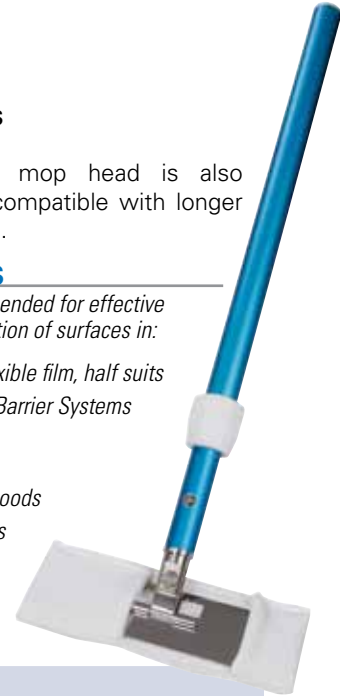 s
mop head is also
compatible with longer
.
S
ended for effective
tion of surfaces in:
xible film, half suits
Barrier Systems
oods
s